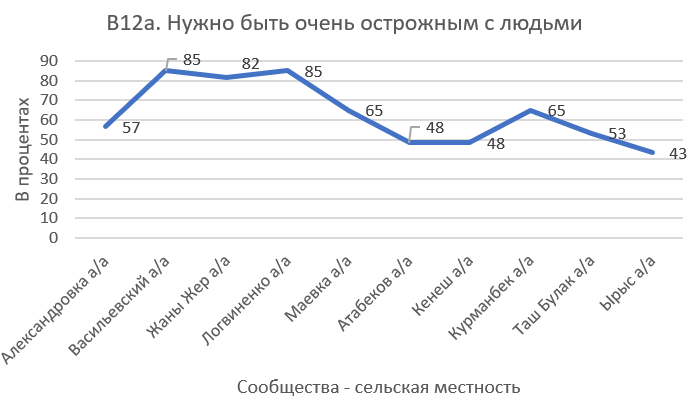 В12а. Нужно быть очень острожным с людьми
В процентах
90
80
70
60
50
40
30
20
10
0
57
85
82
85
65
48
48
65
53
43
Александровка а/а
Васильевский а/а
Жаны Жер а/а
Логвиненко а/а
Маевка а/а
Атабеков а/а
Кенеш а/а
Курманбек а/а
Таш Булак а/а
Ырыс а/а
Сообщества - сельская местность